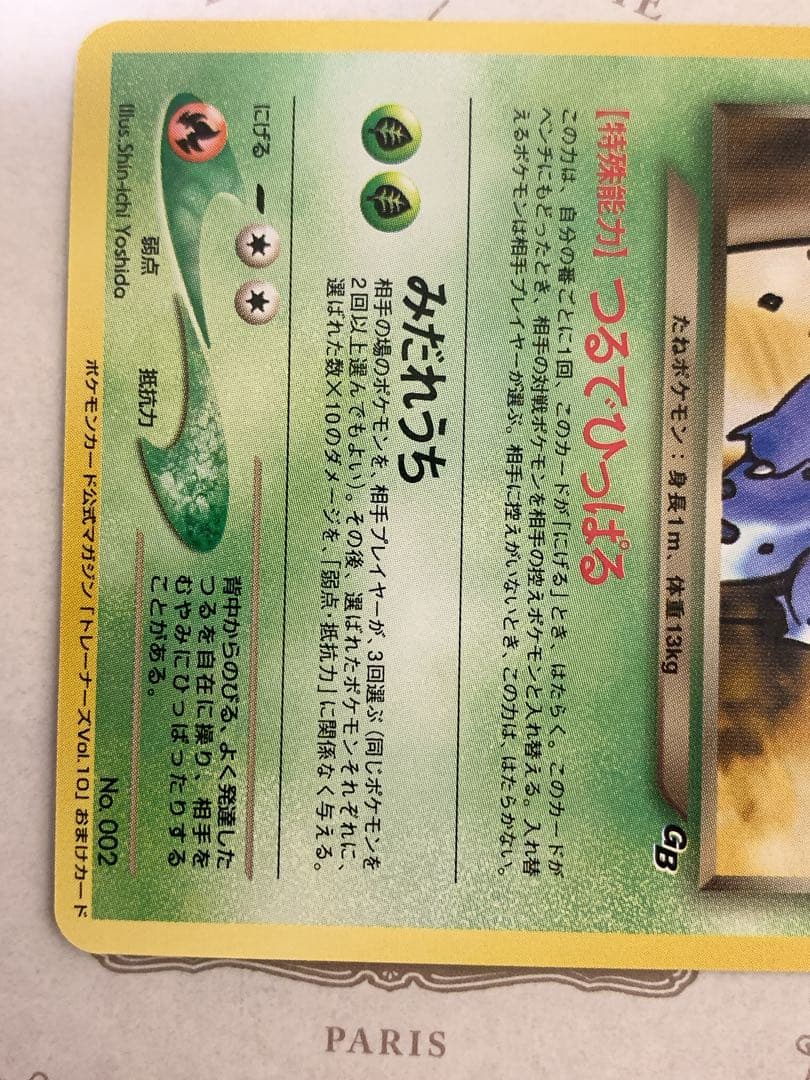 たねポケモン：身長1m、体重13kg
GB
【特殊能力】つるでひっぱる
この力は、自分の番ごとに1回、このカードが「にげる」とき、はたらく。このカードが
ベンチにもどったとき、相手の対戦ポケモンを相手の控えポケモンと入れ替える。入れ替
えるポケモンは相手プレイヤーが選ぶ。相手に控えがいないとき、この力は、はたらかない。
みだれうち
相手の場のポケモンを、相手プレイヤーが、3回選ぶ（同じポケモンを
2回以上選んでもよい）。その後、選ばれたポケモンそれぞれに、
選ばれた数×10のダメージを、「弱点・抵抗力」に関係なく与える。
にげる
弱点
抵抗力
背中からのびる、よく発達した
つるを自在に操り、相手を
むやみにひっぱったりする
ことがある。
Illus.Shin-ichi Yoshida
No. 002
ポケモンカード公式マガジン「トレーナーズVol.10」おまけカード
PARIS